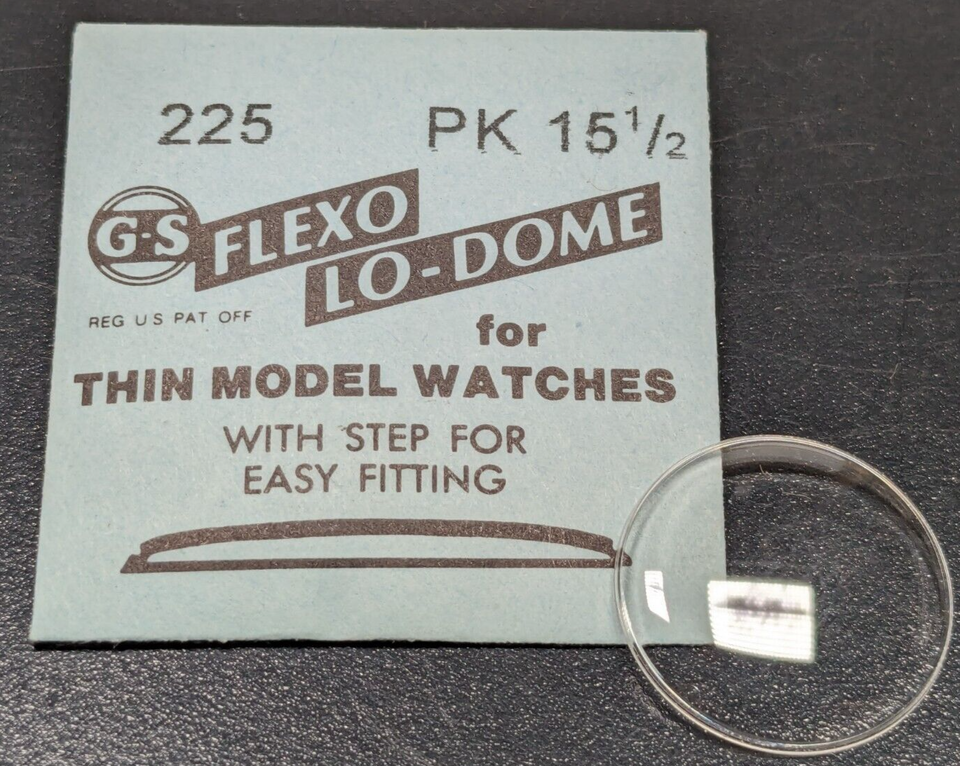 225 PK 15½
G-S FLEXO
LO-DOME
REG US PAT OFF
for
THIN MODEL WATCHES
WITH STEP FOR
EASY FITTING